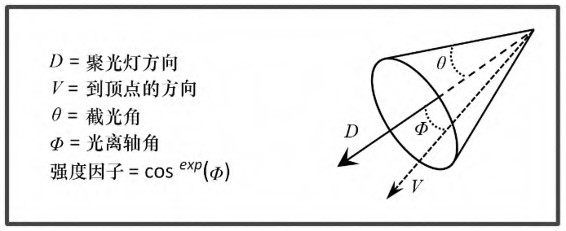 D = 聚光灯方向
V = 到顶点的方向
θ = 截光角
Φ = 光离轴角
强度因子 = cos exp(Φ)
θ
D
Φ
V